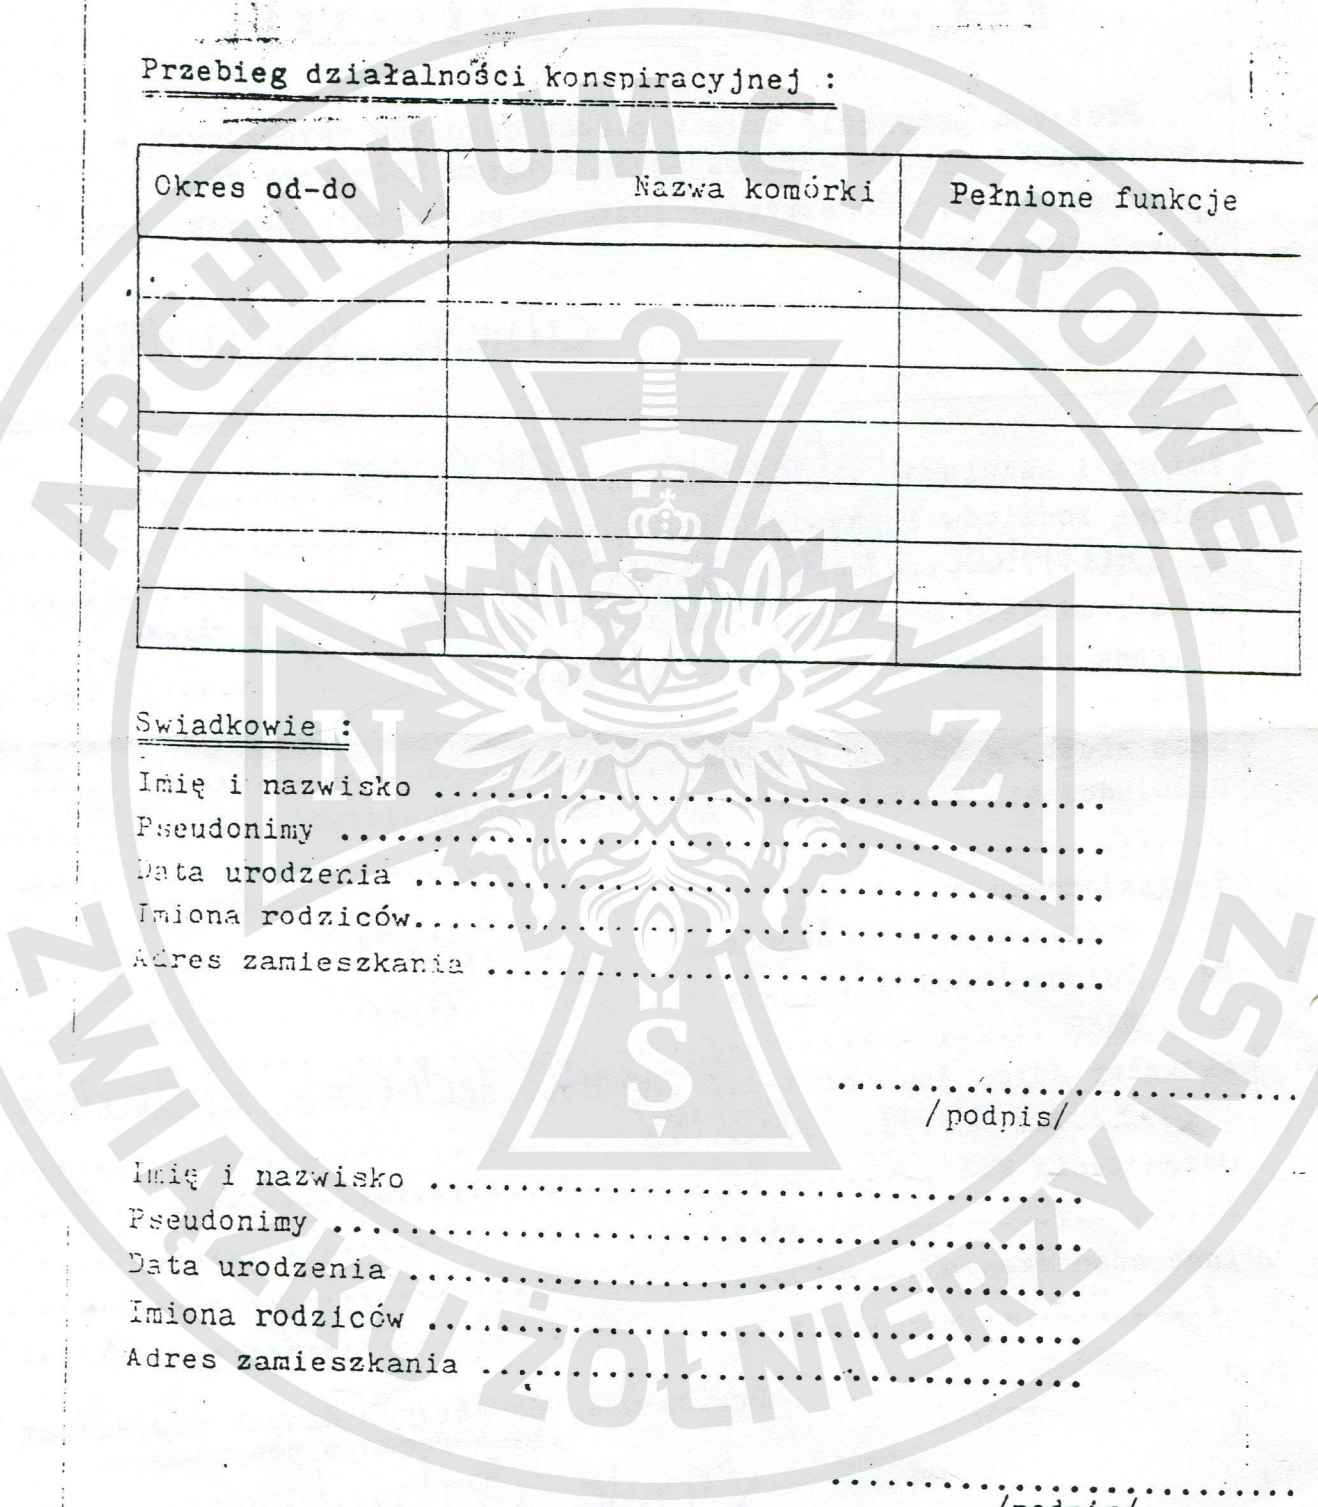 Przebieg działalności konspiracyjnej :
Okres od-do Nazwa komórki Pełnione funkcje
Swiadkowie :
Imię i nazwisko ......................................
Pseudonimy ...........................................
Data urodzenia .......................................
Imiona rodziców.......................................
Adres zamieszkania ...................................
..........................
/podpis/
Imię i nazwisko ......................................
Pseudonimy ...........................................
Data urodzenia .......................................
Imiona rodziców ......................................
Adres zamieszkania ...................................
..........................
/podpis/
ARCHIWUM CYFROWE
ZWIĄZKU ŻOŁNIERZY NSZ
N Z
S